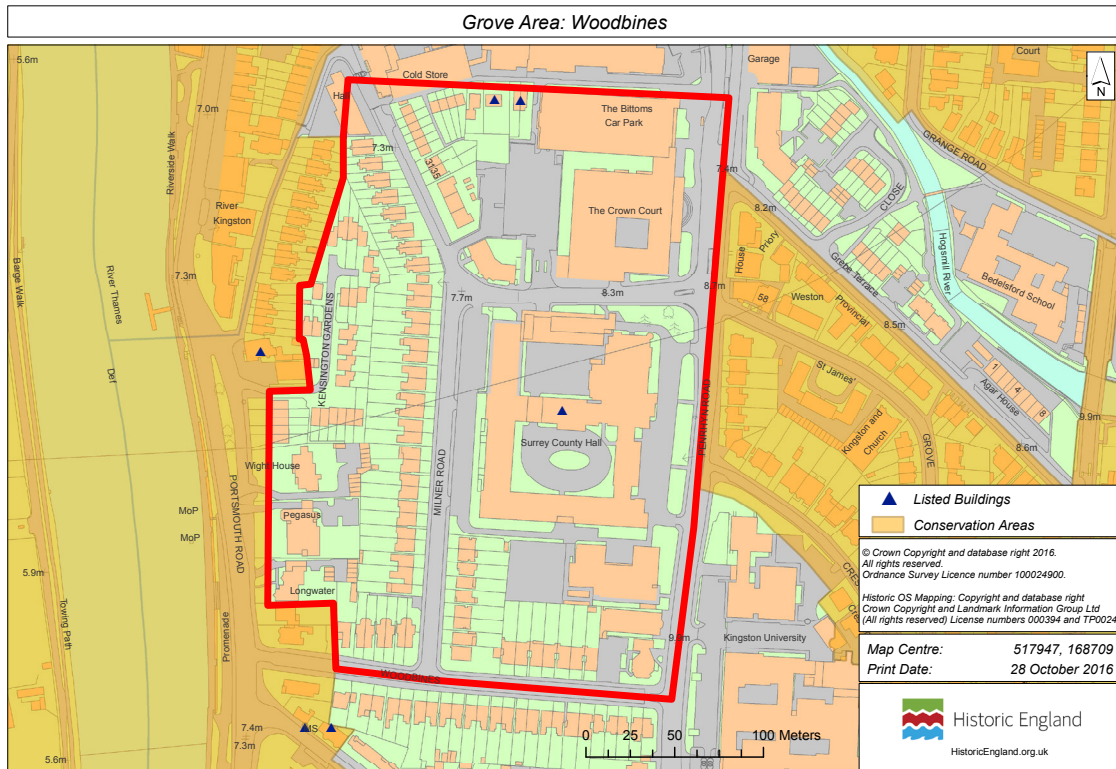 Grove Area: Woodbines
5.6m
Cold Store
Garage
Court
N
Hall
The Bittoms
Car Park
7.0m
Riverside Walk
7.3m
31
35
GRANGE ROAD
7.4m
CLOSE
River
Kingston
The Crown Court
8.2m
House
Priory
Hogsmill River
Bedelsford School
Grebe Terrace
Barge Walk
River Thames
7.3m
7.7m
8.3m
58
Weston
Provincial
8.5m
KENSINGTON GARDENS
Def
St James'
1
4
8
Agar House
PENRHYN ROAD
Kingston and
Church
GROVE
9.9m
8.6m
Surrey County Hall
Wight House
MILNER ROAD
PORTSMOUTH ROAD
MoP
Pegasus
MoP
5.9m
Longwater
Towing Path
Promenade
CRES
Kingston University
WOODBINES
7.4m
MS
7.3m
5.6m
0 25 50 100 Meters
Listed Buildings
Conservation Areas
© Crown Copyright and database right 2016.
All rights reserved.
Ordnance Survey Licence number 100024900.
Historic OS Mapping: Copyright and database right
Crown Copyright and Landmark Information Group Ltd
(All rights reserved) License numbers 000394 and TP0024
Map Centre: 517947, 168709
Print Date: 28 October 2016
Historic England
HistoricEngland.org.uk